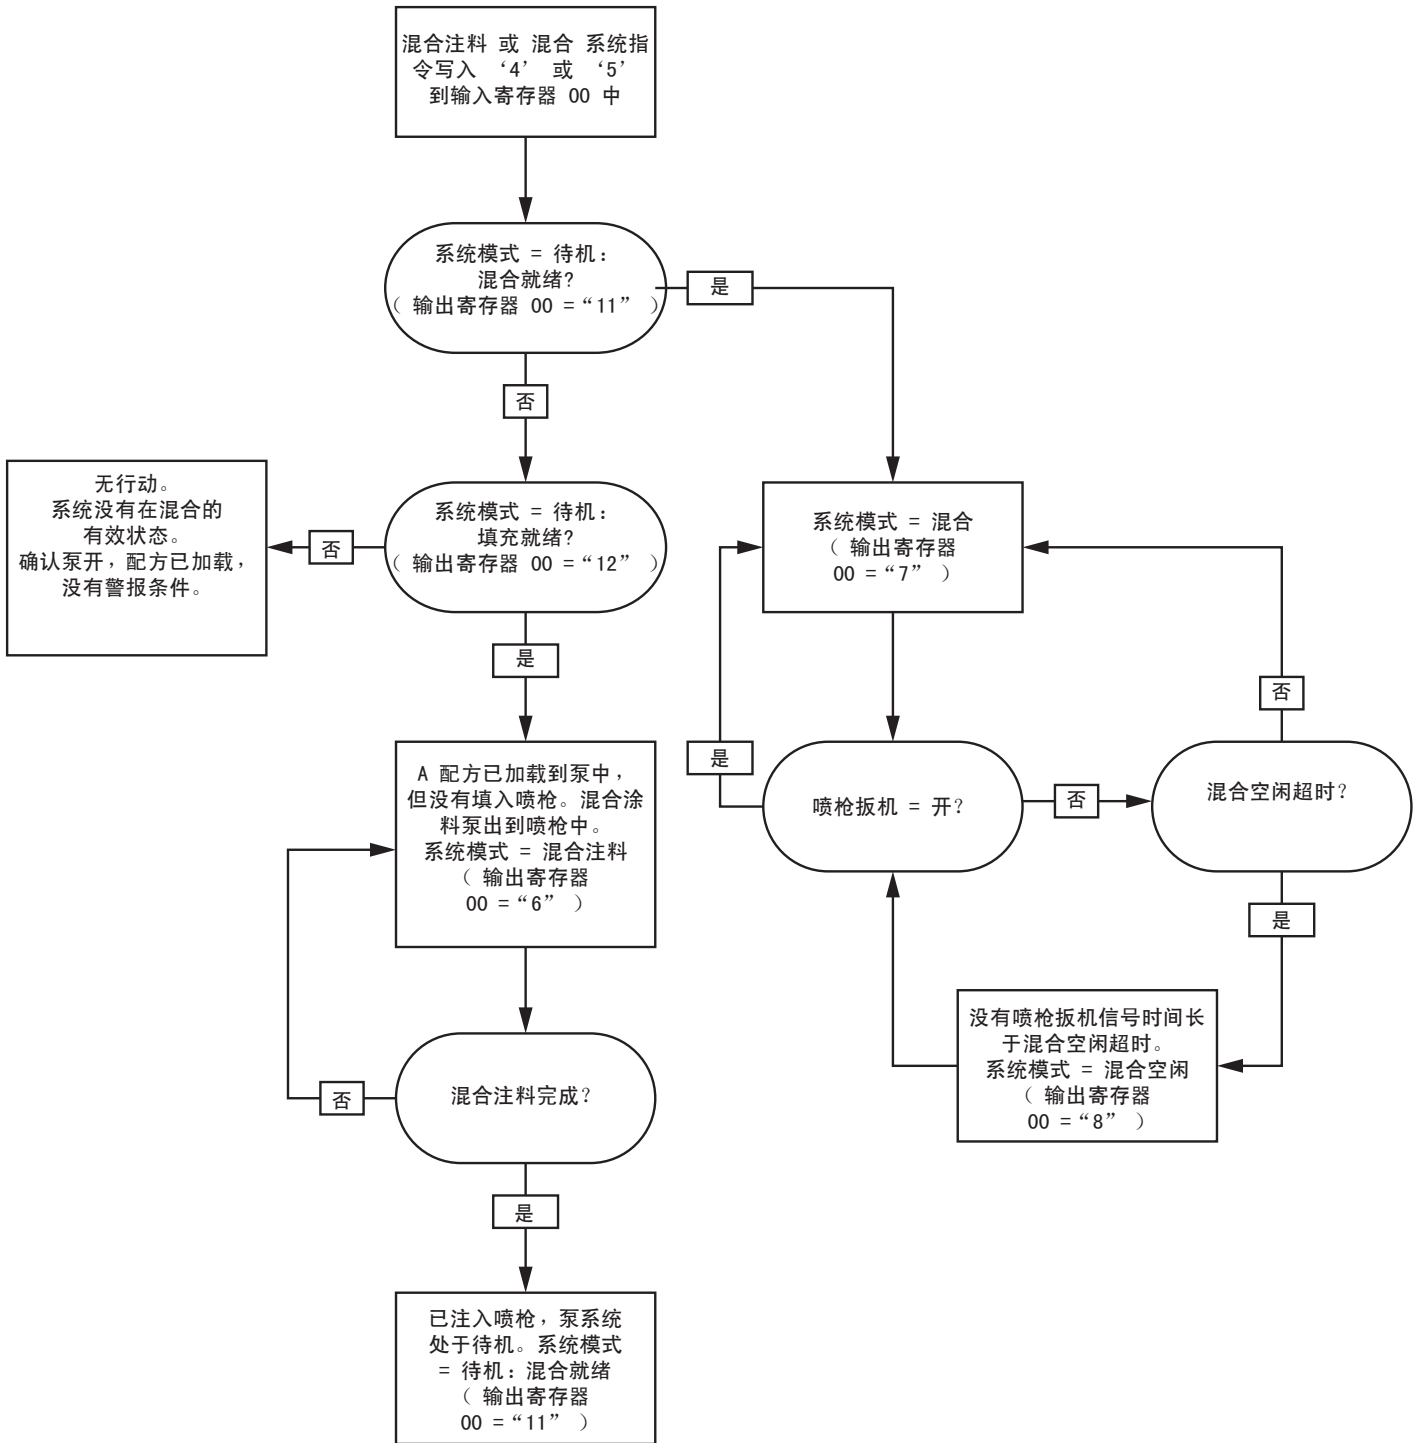 混合注料 或 混合 系统指
令写入 ‘4’ 或 ‘5’
到输入寄存器 00 中
系统模式 = 待机：
混合就绪？
（ 输出寄存器 00 =“11” ）
是
否
系统模式 = 待机：
填充就绪？
（ 输出寄存器 00 =“12” ）
否
无行动。
系统没有在混合的
有效状态。
确认泵开，配方已加载，
没有警报条件。
是
A 配方已加载到泵中，
但没有填入喷枪。混合涂
料泵出到喷枪中。
系统模式 = 混合注料
（ 输出寄存器
00 =“6” ）
混合注料完成？
否
是
已注入喷枪，泵系统
处于待机。系统模式
= 待机：混合就绪
（ 输出寄存器
00 =“11” ）
系统模式 = 混合
（ 输出寄存器
00 =“7” ）
是
喷枪扳机 = 开？
否
混合空闲超时？
否
是
没有喷枪扳机信号时间长
于混合空闲超时。
系统模式 = 混合空闲
（ 输出寄存器
00 =“8” ）